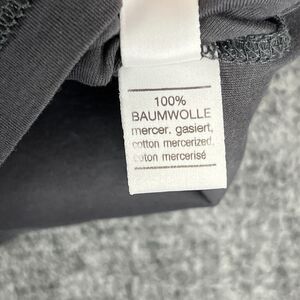 100%
BAUMWOLLE
mercer. gasiert,
cotton mercerized,
coton mercerisé